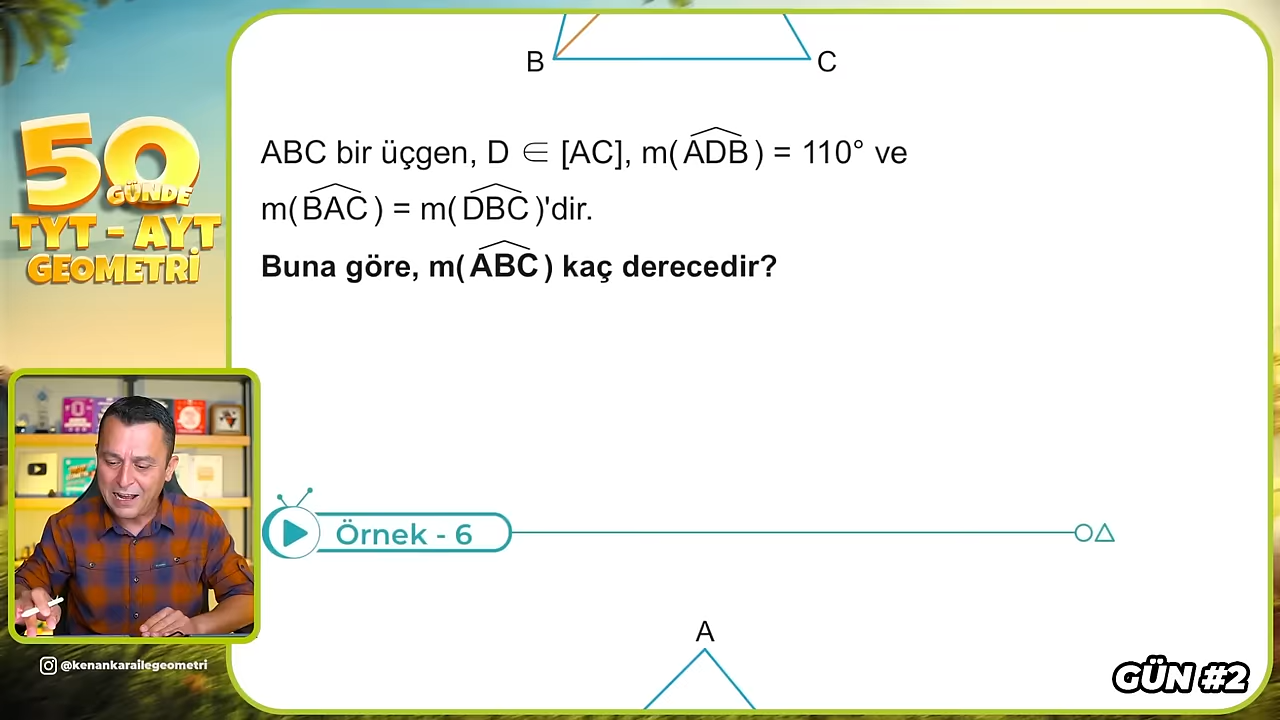 B
C
ABC bir üçgen, D ∈ [AC], m(ADB) = 110° ve
m(BAC) = m(DBC)'dir.
Buna göre, m(ABC) kaç derecedir?
50
GÜNDE
TYT - AYT
GEOMETRİ
Örnek - 6
A
@kenankarailegeometri
GÜN #2